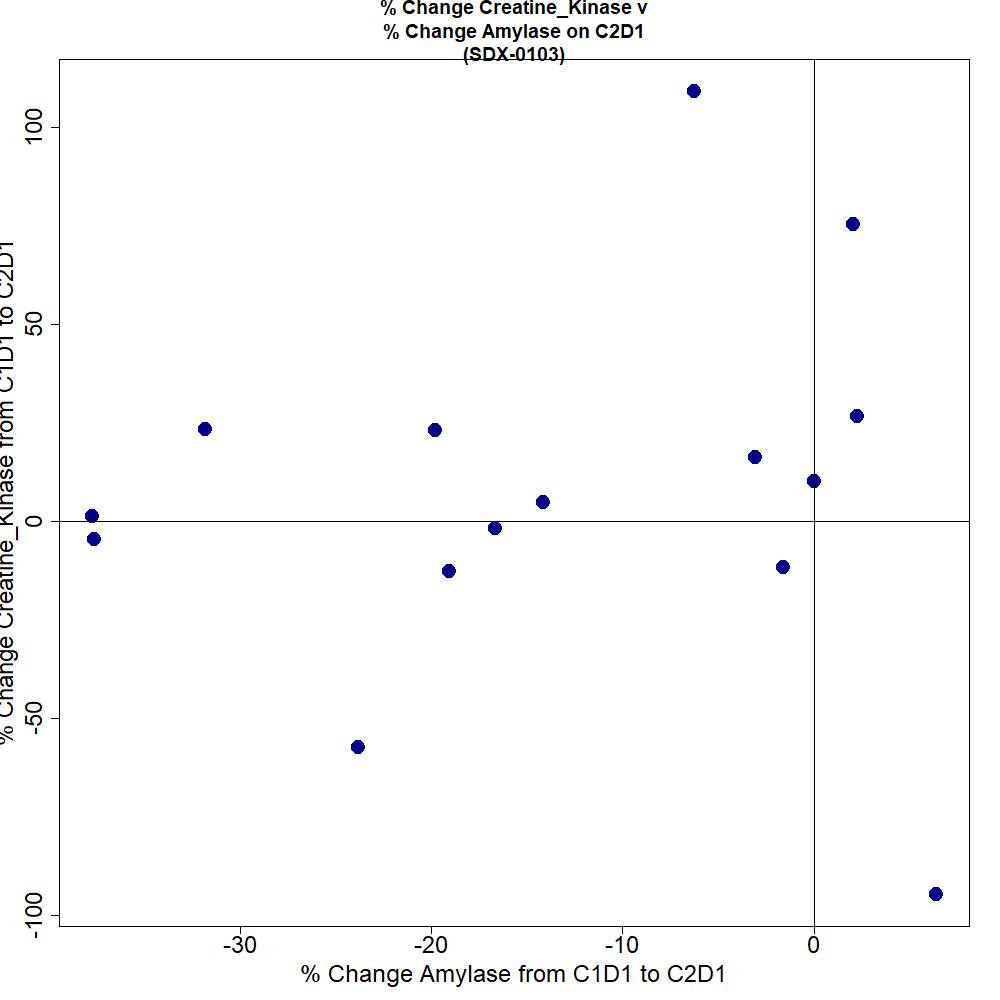 % Change Creatine_Kinase v
% Change Amylase on C2D1
(SDX-0103)
% Change Creatine_Kinase from C1D1 to C2D1
100
50
0
-50
-100
-30
-20
-10
0
% Change Amylase from C1D1 to C2D1